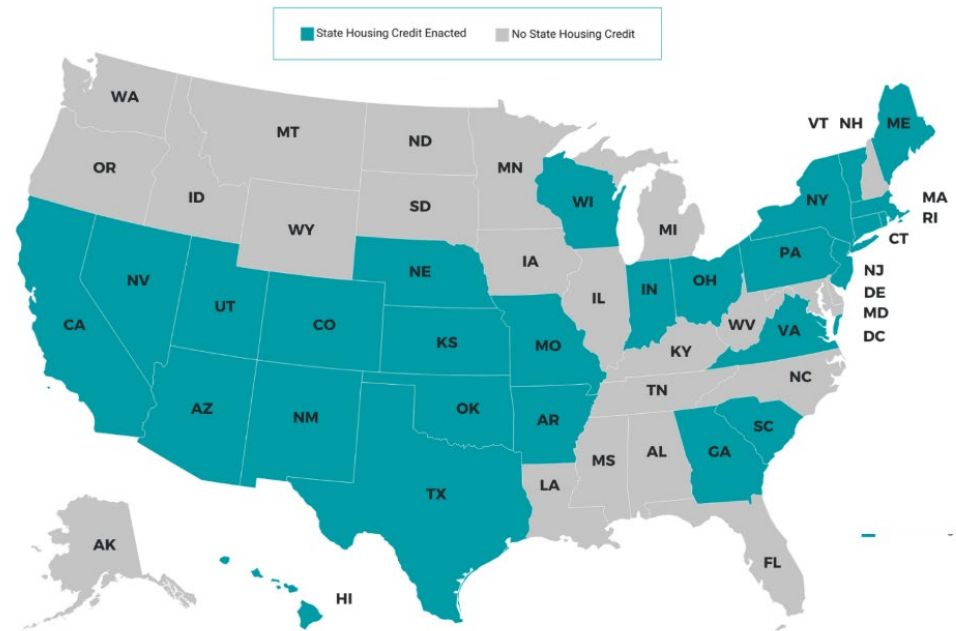 State Housing Credit Enacted
No State Housing Credit
WA
MT
ND
MN
VT NH ME
OR
ID
SD
WI
NY
MA
RI
WY
MI
CT
IA
PA
NE
NJ
NV
IL
IN
OH
DE
UT
MD
CA
CO
WV
VA
DC
KS
MO
KY
NC
TN
AZ
NM
OK
AR
SC
MS
AL
GA
TX
LA
AK
FL
HI